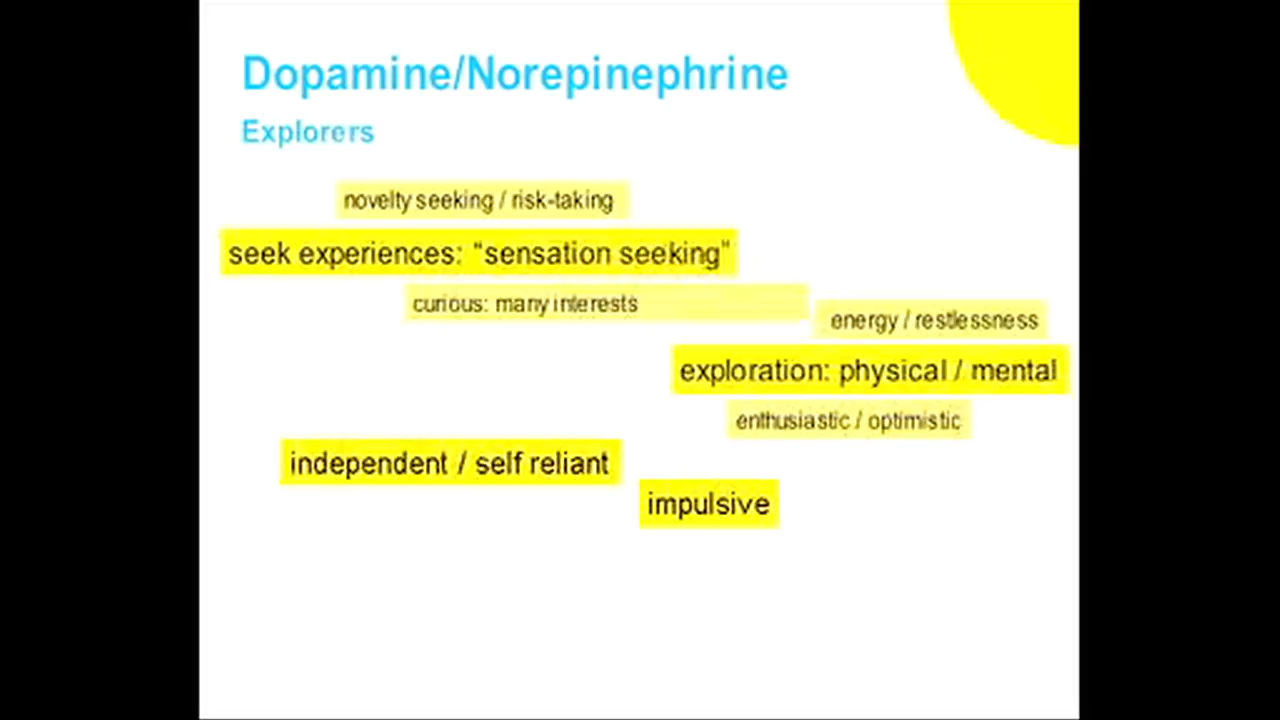 Dopamine/Norepinephrine
Explorers
novelty seeking / risk-taking
seek experiences: “sensation seeking”
curious: many interests
energy / restlessness
exploration: physical / mental
enthusiastic / optimistic
independent / self reliant
impulsive